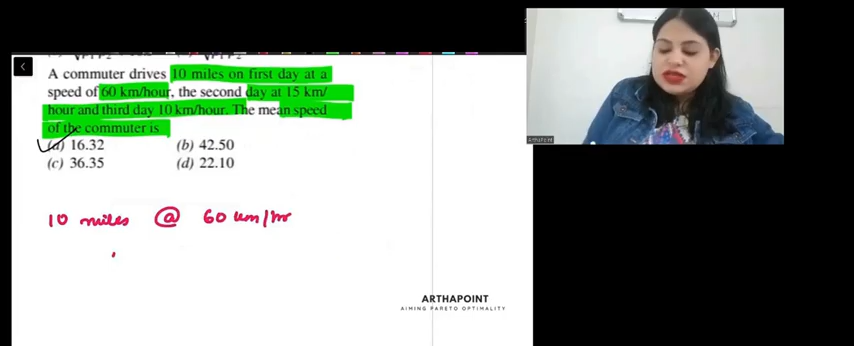 A commuter drives 10 miles on first day at a
speed of 60 km/hour, the second day at 15 km/
hour and third day 10 km/hour. The mean speed
of the commuter is
(a) 16.32 (b) 42.50
(c) 36.35 (d) 22.10
10 miles @ 60 km/hr
ARTHAPOINT
AIMING PARETO OPTIMALITY
ArthaPoint